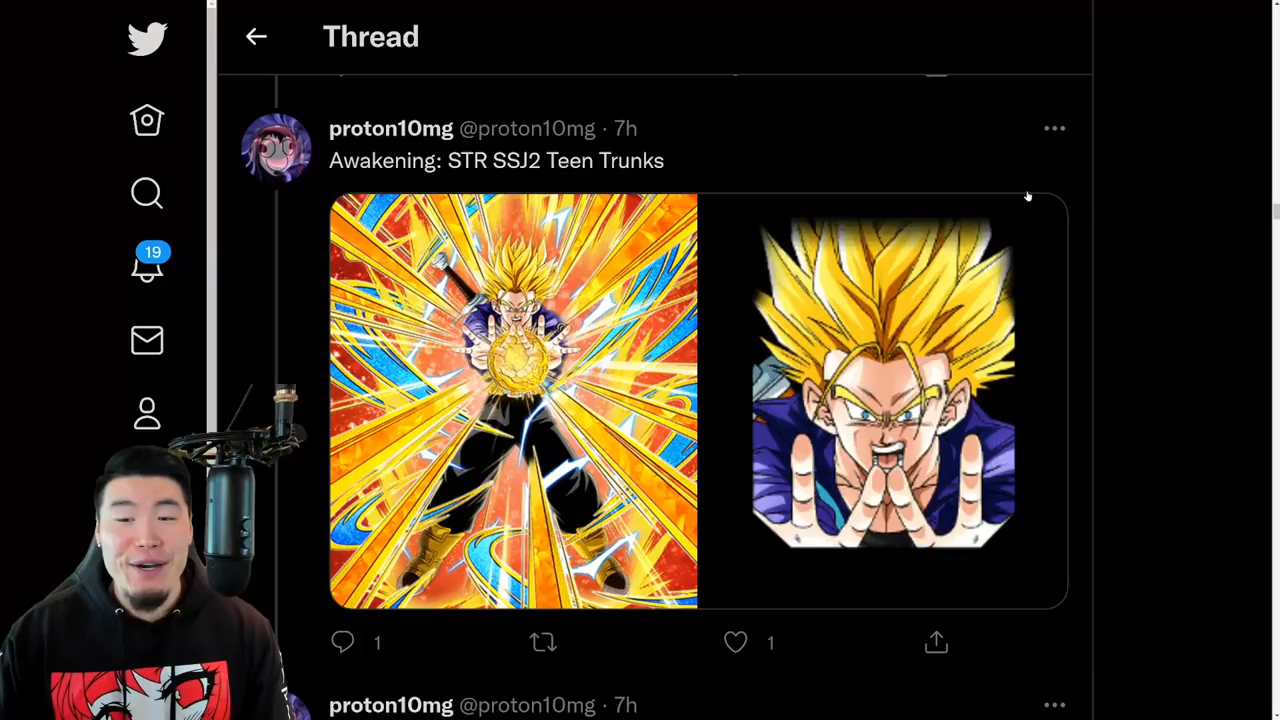 Thread
proton10mg @proton10mg · 7h
Awakening: STR SSJ2 Teen Trunks
19
1
1
proton10mg @proton10mg · 7h